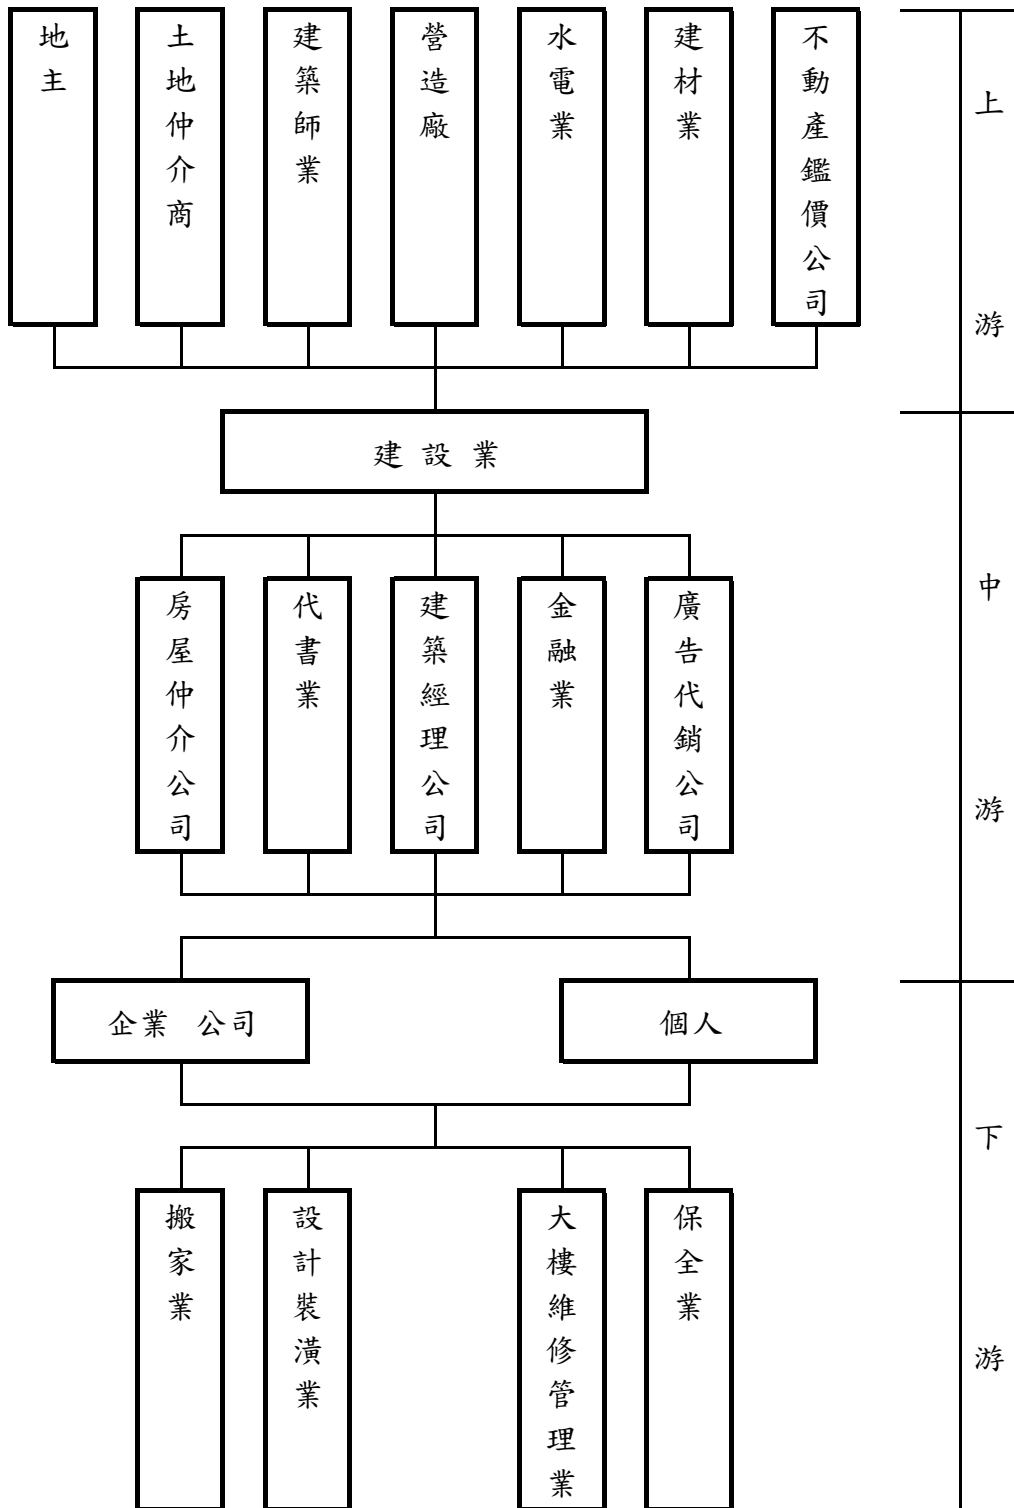 地主
土地仲介商
建築師業
營造廠
水電業
建材業
不動產鑑價公司
上游
建設業
房屋仲介公司
代書業
建築經理公司
金融業
廣告代銷公司
中游
企業 公司
個人
搬家業
設計裝潢業
大樓維修管理業
保全業
下游